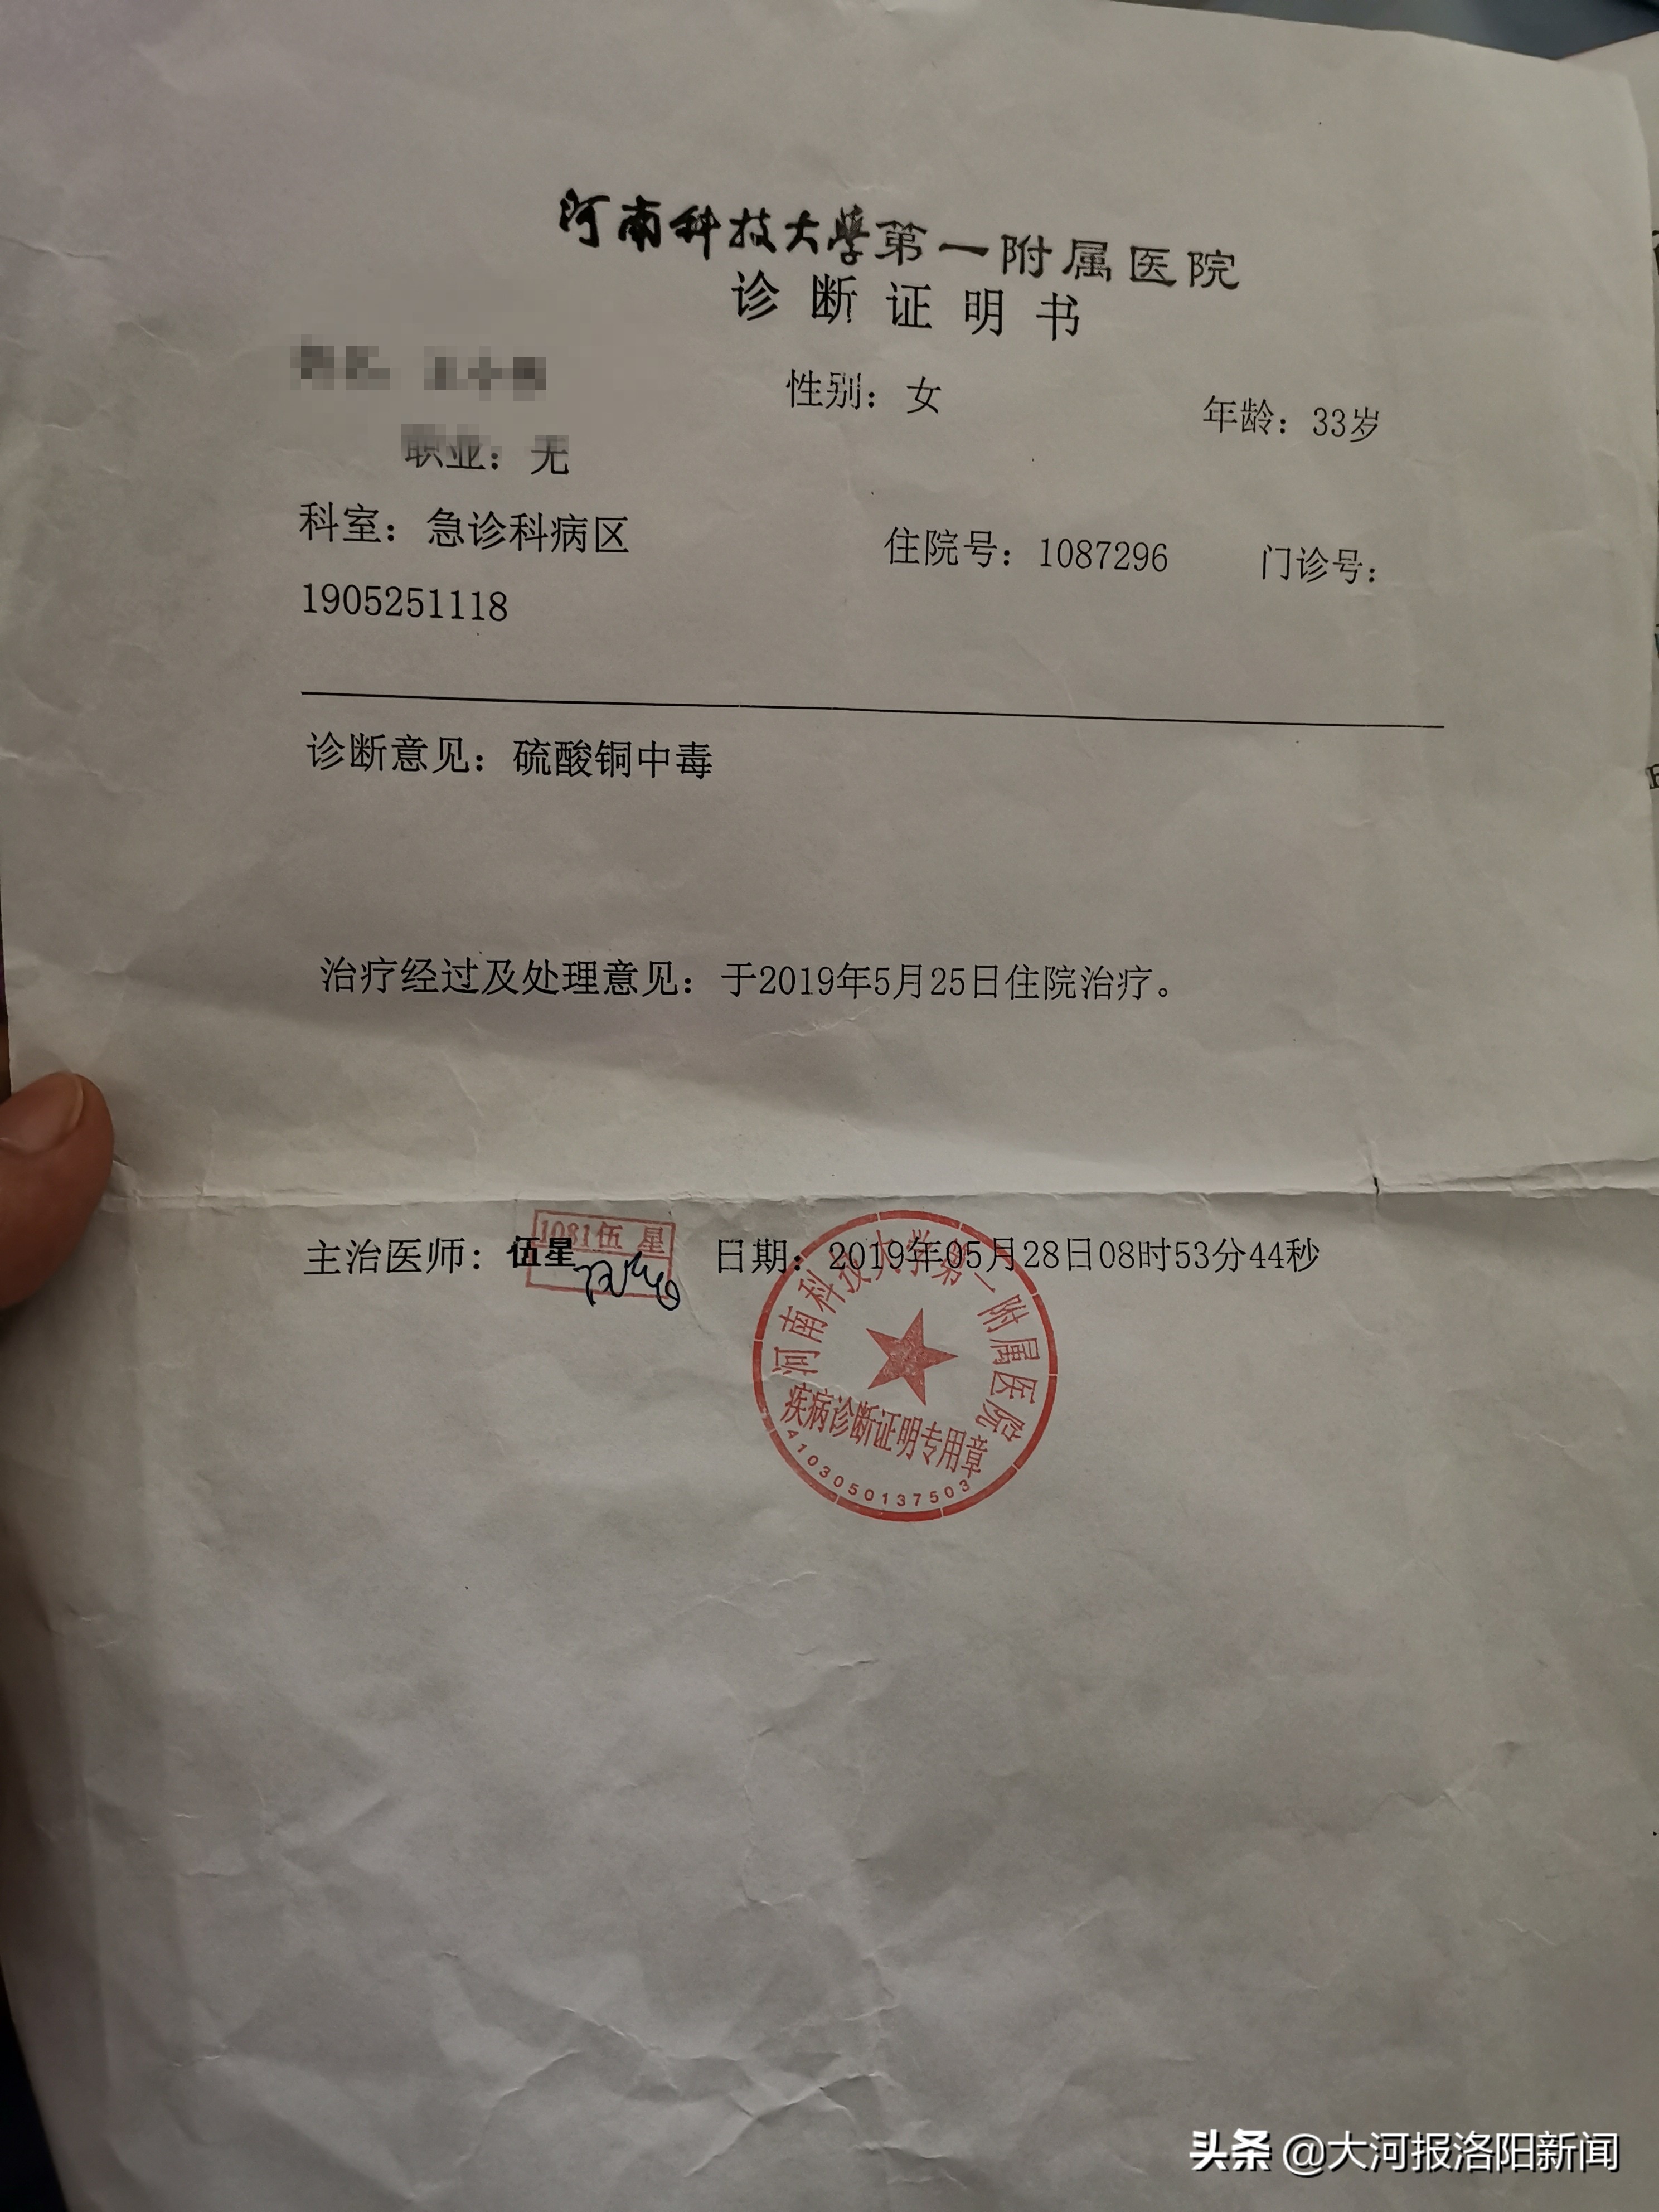 河南科技大学第一附属医院
诊断证明书
性别：女
年龄：33岁
职业：无
科室：急诊科病区
住院号：1087296
门诊号：
1905251118
诊断意见：硫酸铜中毒
治疗经过及处理意见：于2019年5月25日住院治疗。
主治医师：伍星
1081伍 星
日期：2019年05月28日08时53分44秒
河南科技大学第一附属医院
疾病诊断证明专用章
4103050137503
头条 @大河报洛阳新闻